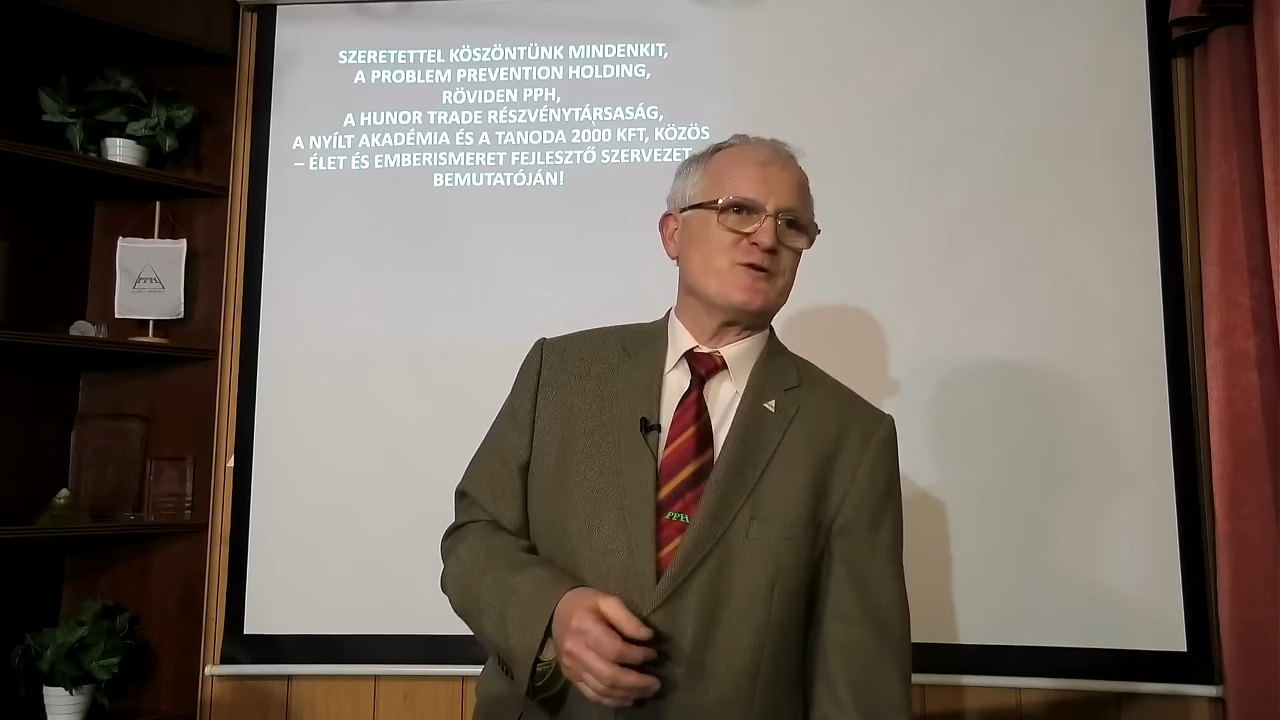 SZERETETTEL KÖSZÖNTÜNK MINDENKIT,
A PROBLEM PREVENTION HOLDING,
RÖVIDEN PPH,
A HUNOR TRADE RÉSZVÉNYTÁRSASÁG,
A NYÍLT AKADÉMIA ÉS A TANODA 2000 KFT, KÖZÖS
– ÉLET ÉS EMBERISMERET FEJLESZTŐ SZERVEZET
BEMUTATÓJÁN!
PPH
PPH